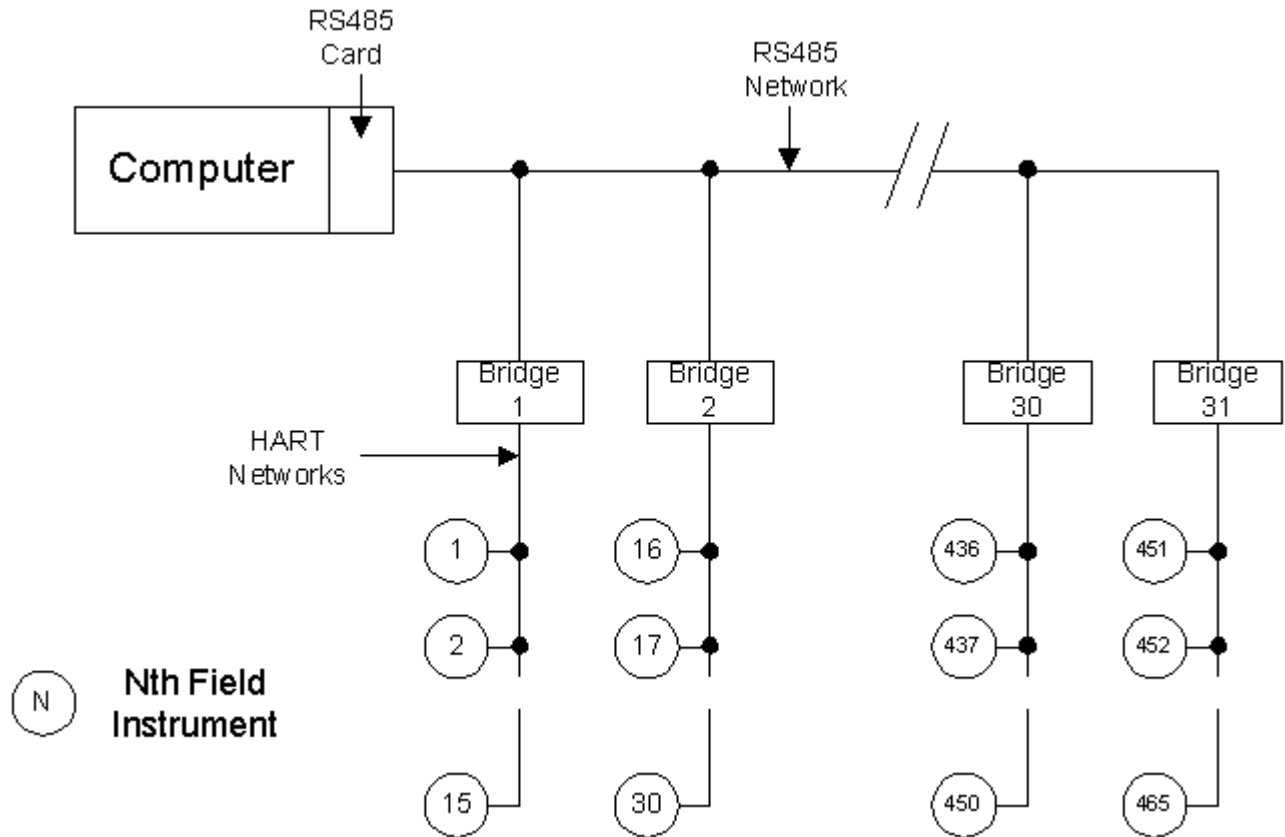 RS485
Card
RS485
Network
Computer
Bridge
1
Bridge
2
Bridge
30
Bridge
31
HART
Networks
1
16
436
451
2
17
437
452
N
Nth Field
Instrument
15
30
450
465